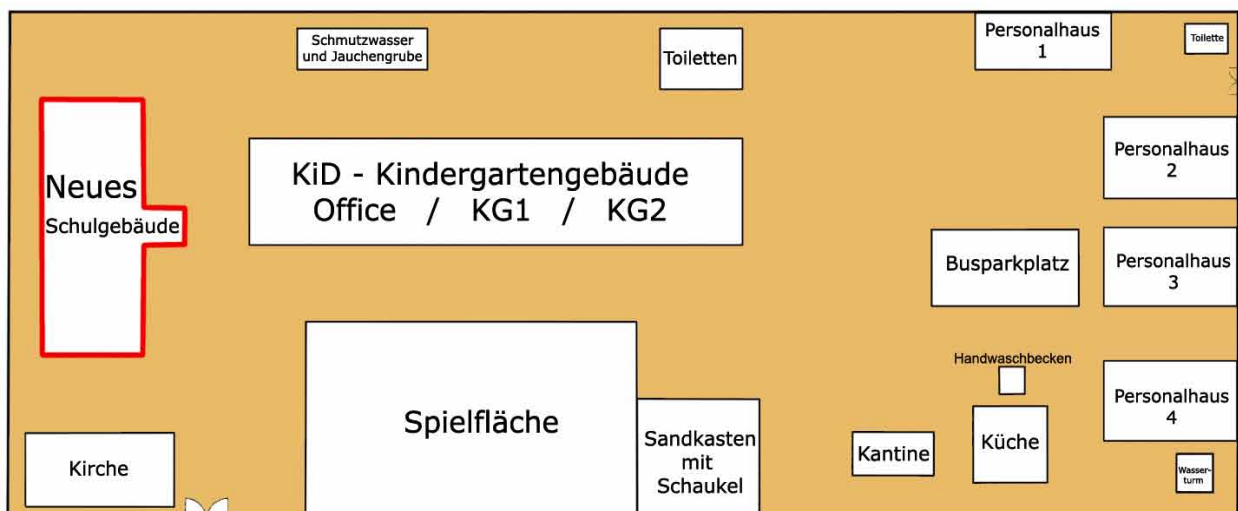 Schmutzwasser
und Jauchengrube
Toiletten
Personalhaus
1
Toilette
Neues
Schulgebäude
KiD - Kindergartengebäude
Office / KG1 / KG2
Personalhaus
2
Busparkplatz
Personalhaus
3
Handwaschbecken
Spielfläche
Sandkasten
mit
Schaukel
Kantine
Küche
Personalhaus
4
Kirche
Wasser-
turm